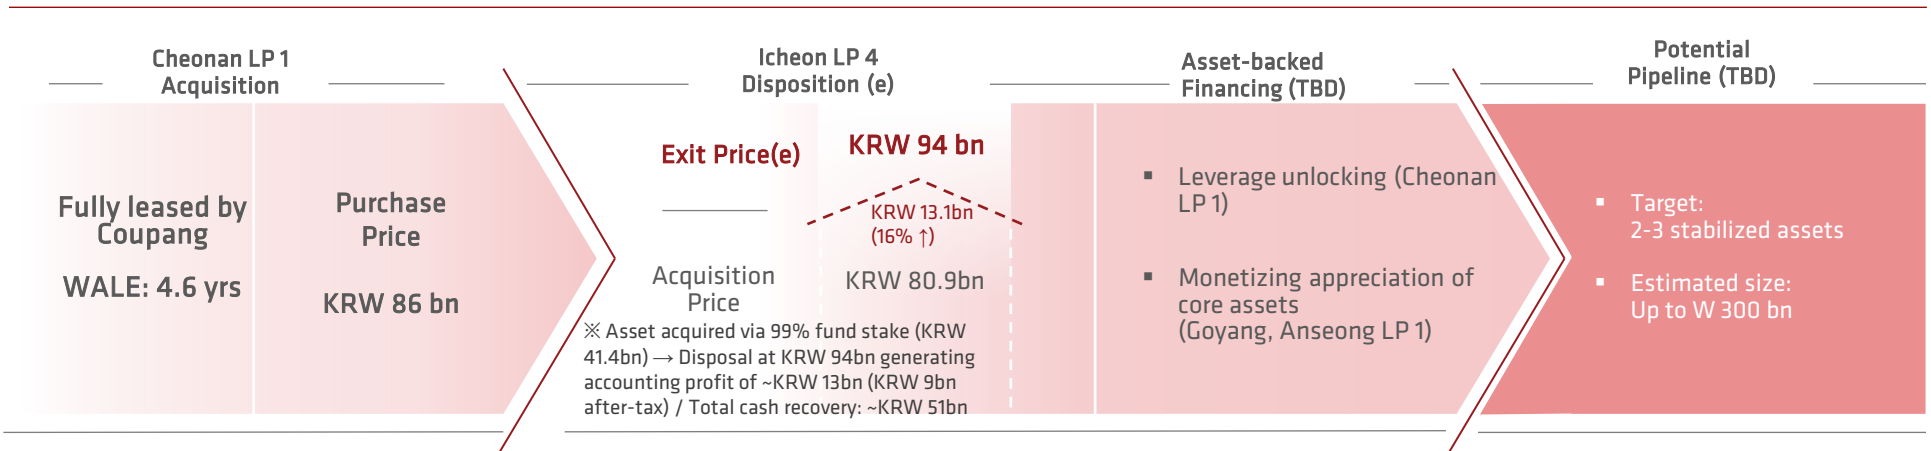 Cheonan LP 1
Acquisition
Fully leased by
Coupang
WALE: 4.6 yrs
Purchase
Price
KRW 86 bn
Icheon LP 4
Disposition (e)
Exit Price(e)
KRW 94 bn
KRW 13.1bn
(16% ↑)
Acquisition
Price
KRW 80.9bn
※ Asset acquired via 99% fund stake (KRW
41.4bn) → Disposal at KRW 94bn generating
accounting profit of ~KRW 13bn (KRW 9bn
after-tax) / Total cash recovery: ~KRW 51bn
Asset-backed
Financing (TBD)
▪ Leverage unlocking (Cheonan
LP 1)
▪ Monetizing appreciation of
core assets
(Goyang, Anseong LP 1)
Potential
Pipeline (TBD)
▪ Target:
2-3 stabilized assets
▪ Estimated size:
Up to W 300 bn